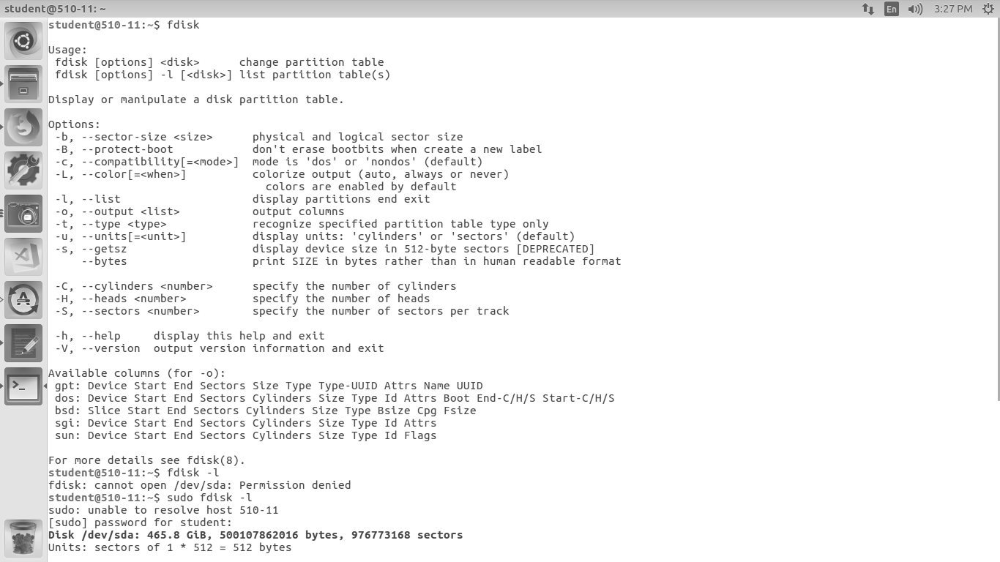 student@510-11: ~
En
3:27 PM
student@510-11:~$ fdisk
Usage:
 fdisk [options] <disk>      change partition table
 fdisk [options] -l [<disk>] list partition table(s)
Display or manipulate a disk partition table.
Options:
 -b, --sector-size <size>      physical and logical sector size
 -B, --protect-boot            don't erase bootbits when create a new label
 -c, --compatibility[=<mode>]  mode is 'dos' or 'nondos' (default)
 -L, --color[=<when>]          colorize output (auto, always or never)
                                 colors are enabled by default
 -l, --list                    display partitions end exit
 -o, --output <list>           output columns
 -t, --type <type>             recognize specified partition table type only
 -u, --units[=<unit>]          display units: 'cylinders' or 'sectors' (default)
 -s, --getsz                   display device size in 512-byte sectors [DEPRECATED]
     --bytes                   print SIZE in bytes rather than in human readable format
 -C, --cylinders <number>      specify the number of cylinders
 -H, --heads <number>          specify the number of heads
 -S, --sectors <number>        specify the number of sectors per track
 -h, --help     display this help and exit
 -V, --version  output version information and exit
Available columns (for -o):
 gpt: Device Start End Sectors Size Type Type-UUID Attrs Name UUID
 dos: Device Start End Sectors Cylinders Size Type Id Attrs Boot End-C/H/S Start-C/H/S
 bsd: Slice Start End Sectors Cylinders Size Type Bsize Cpg Fsize
 sgi: Device Start End Sectors Cylinders Size Type Id Attrs
 sun: Device Start End Sectors Cylinders Size Type Id Flags
For more details see fdisk(8).
student@510-11:~$ fdisk -l
fdisk: cannot open /dev/sda: Permission denied
student@510-11:~$ sudo fdisk -l
sudo: unable to resolve host 510-11
[sudo] password for student:
Disk /dev/sda: 465.8 GiB, 500107862016 bytes, 976773168 sectors
Units: sectors of 1 * 512 = 512 bytes